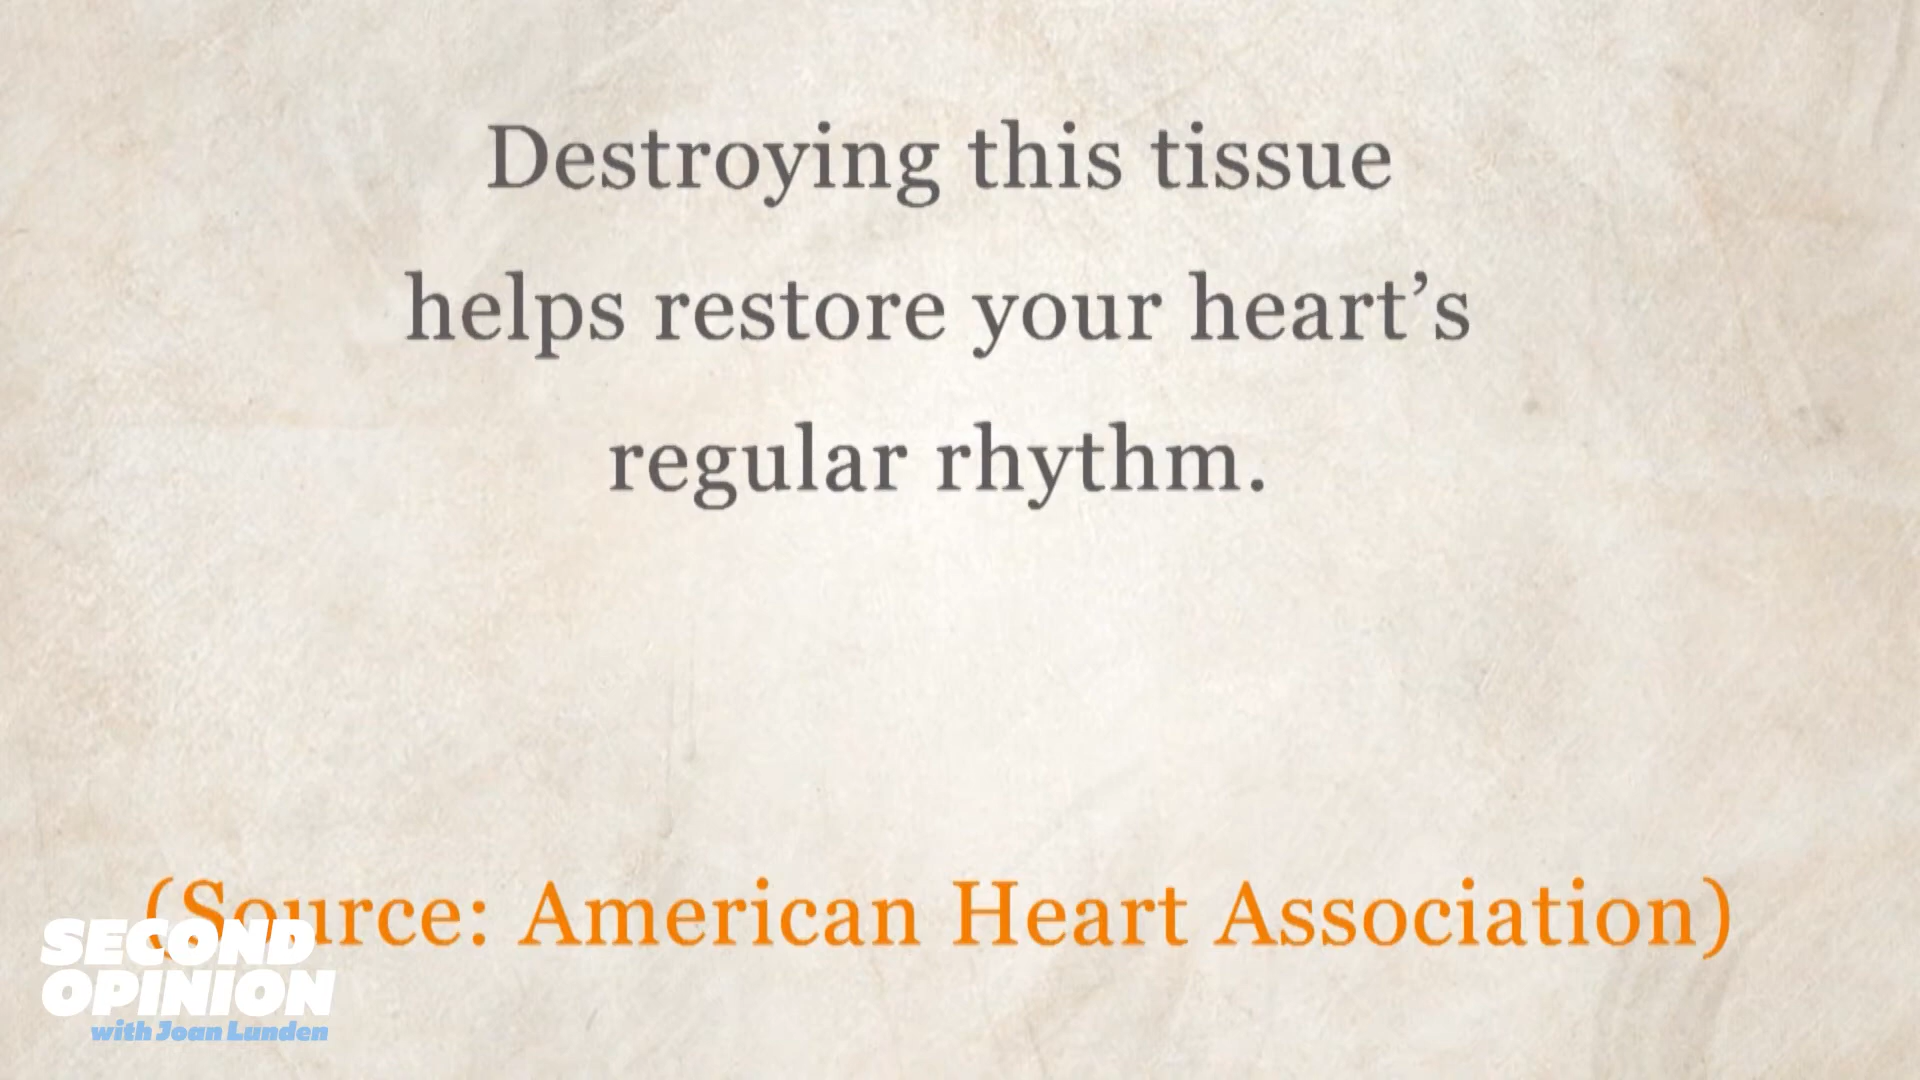 Destroying this tissue
helps restore your heart’s
regular rhythm.
(Source: American Heart Association)
SECOND
OPINION
with Joan Lunden